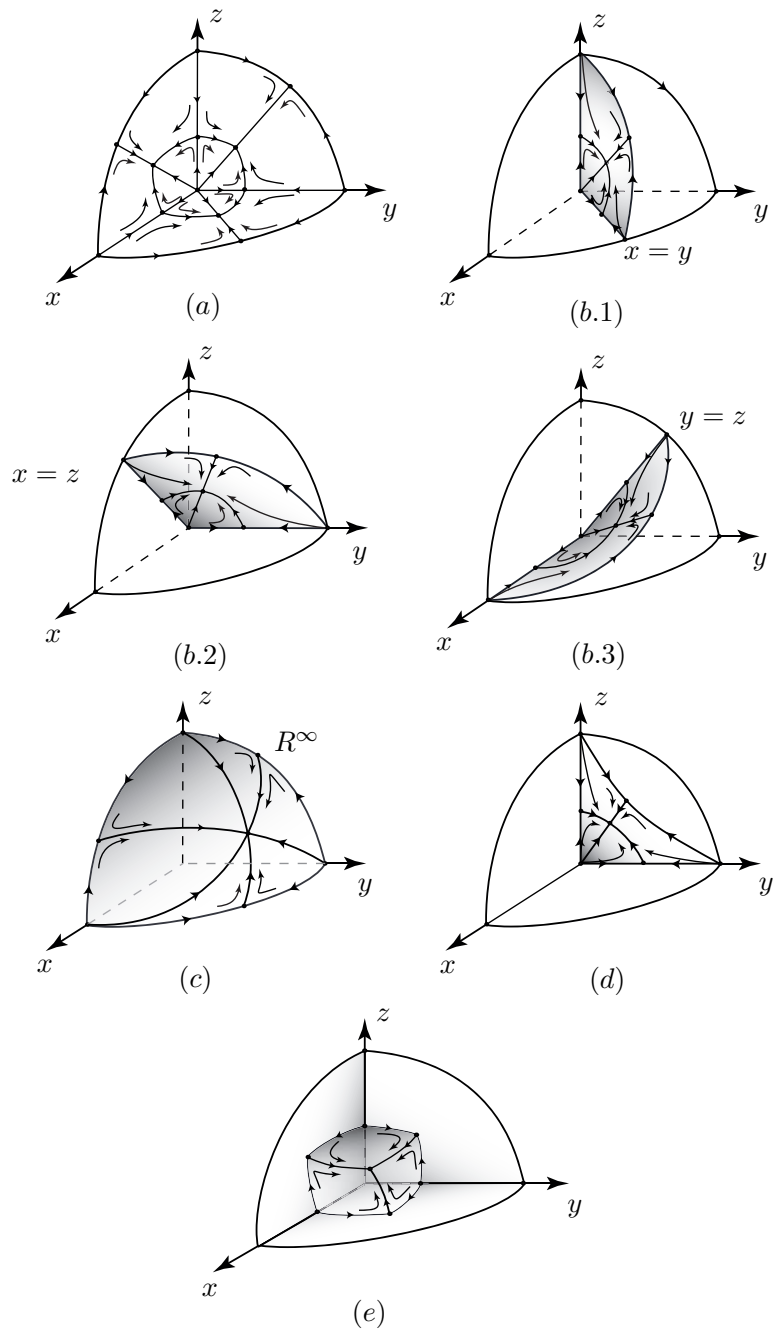 z
y
x
(a)
z
y
x = y
x
(b.1)
z
x = z
y
x
(b.2)
z
y = z
y
x
(b.3)
z
R∞
y
x
(c)
z
y
x
(d)
z
y
x
(e)